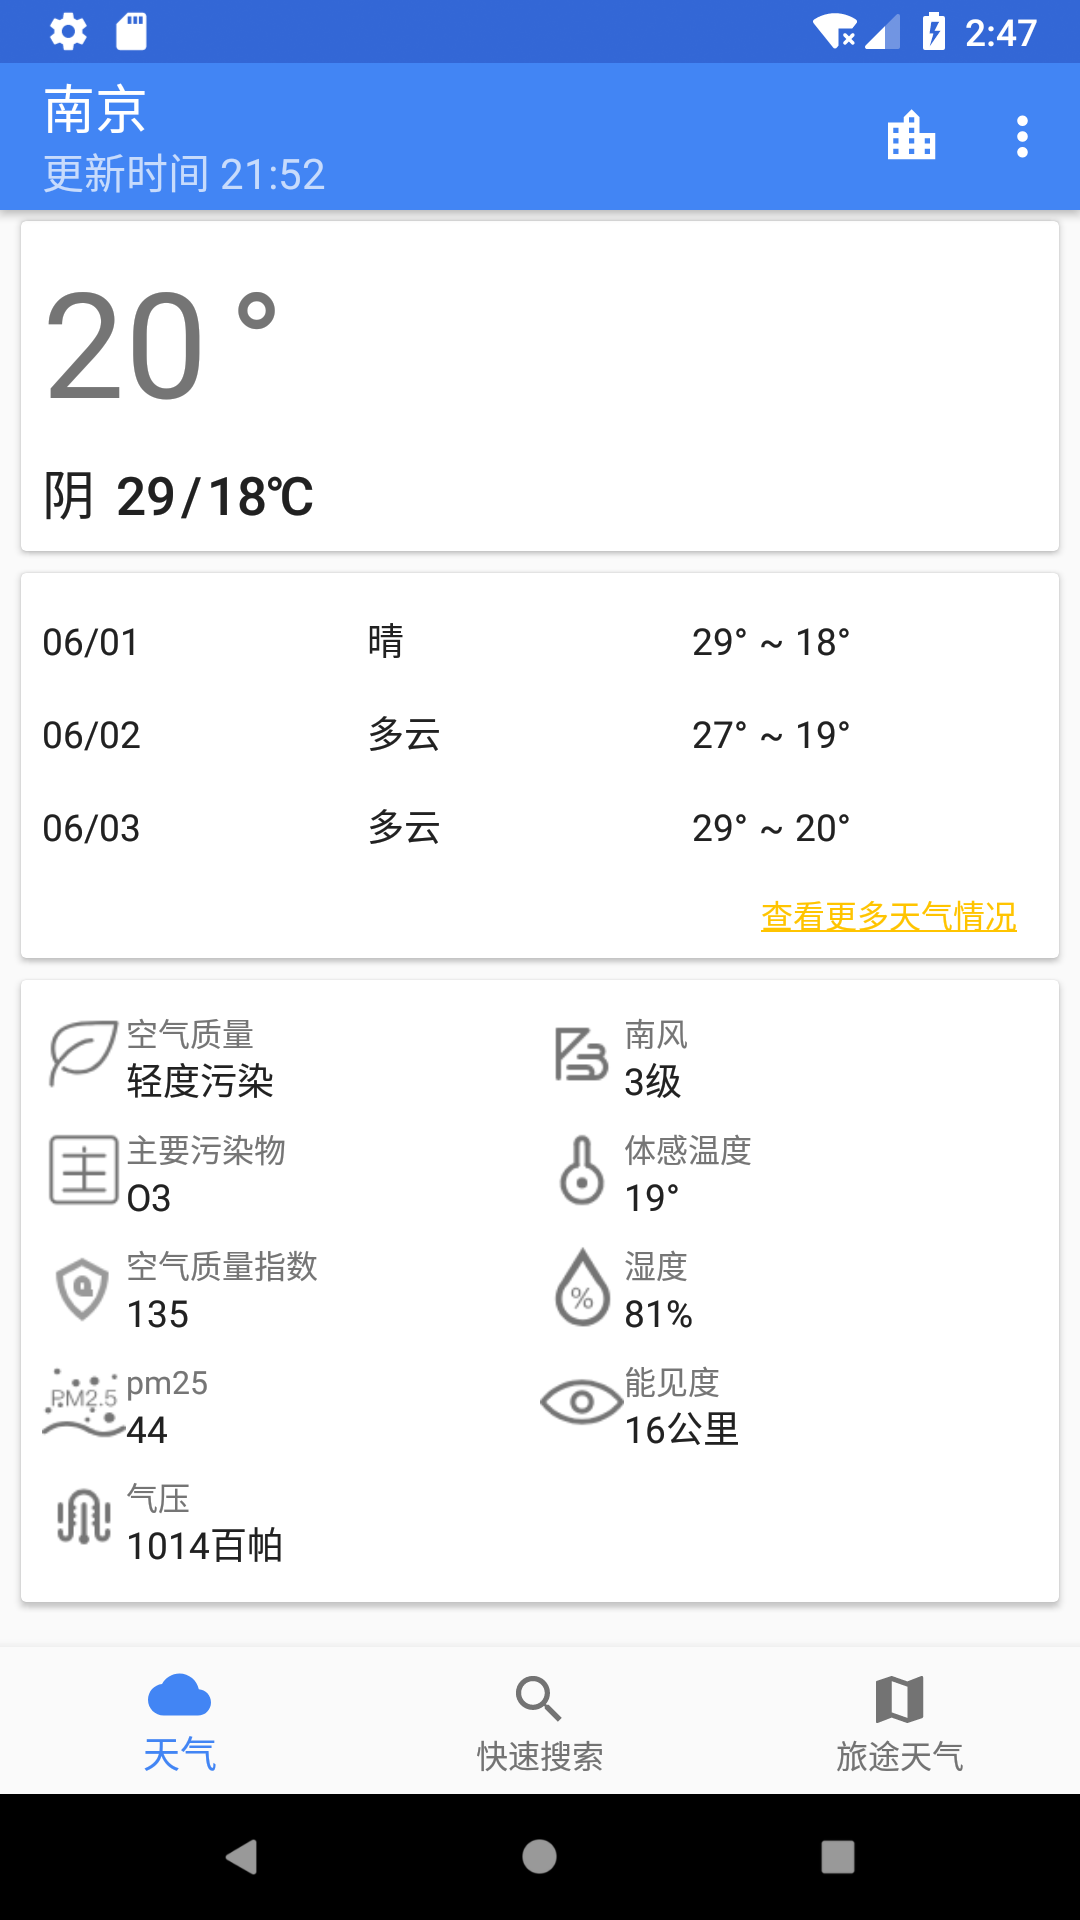 2:47
南京
更新时间 21:52
20 °
阴 29/18℃
06/01 晴 29° ~ 18°
06/02 多云 27° ~ 19°
06/03 多云 29° ~ 20°
查看更多天气情况
空气质量 南风
轻度污染 3级
主 主要污染物 体感温度
O3 19°
空气质量指数 % 湿度
135 81%
PM2.5 pm25 能见度
44 16公里
气压
1014百帕
天气 快速搜索 旅途天气